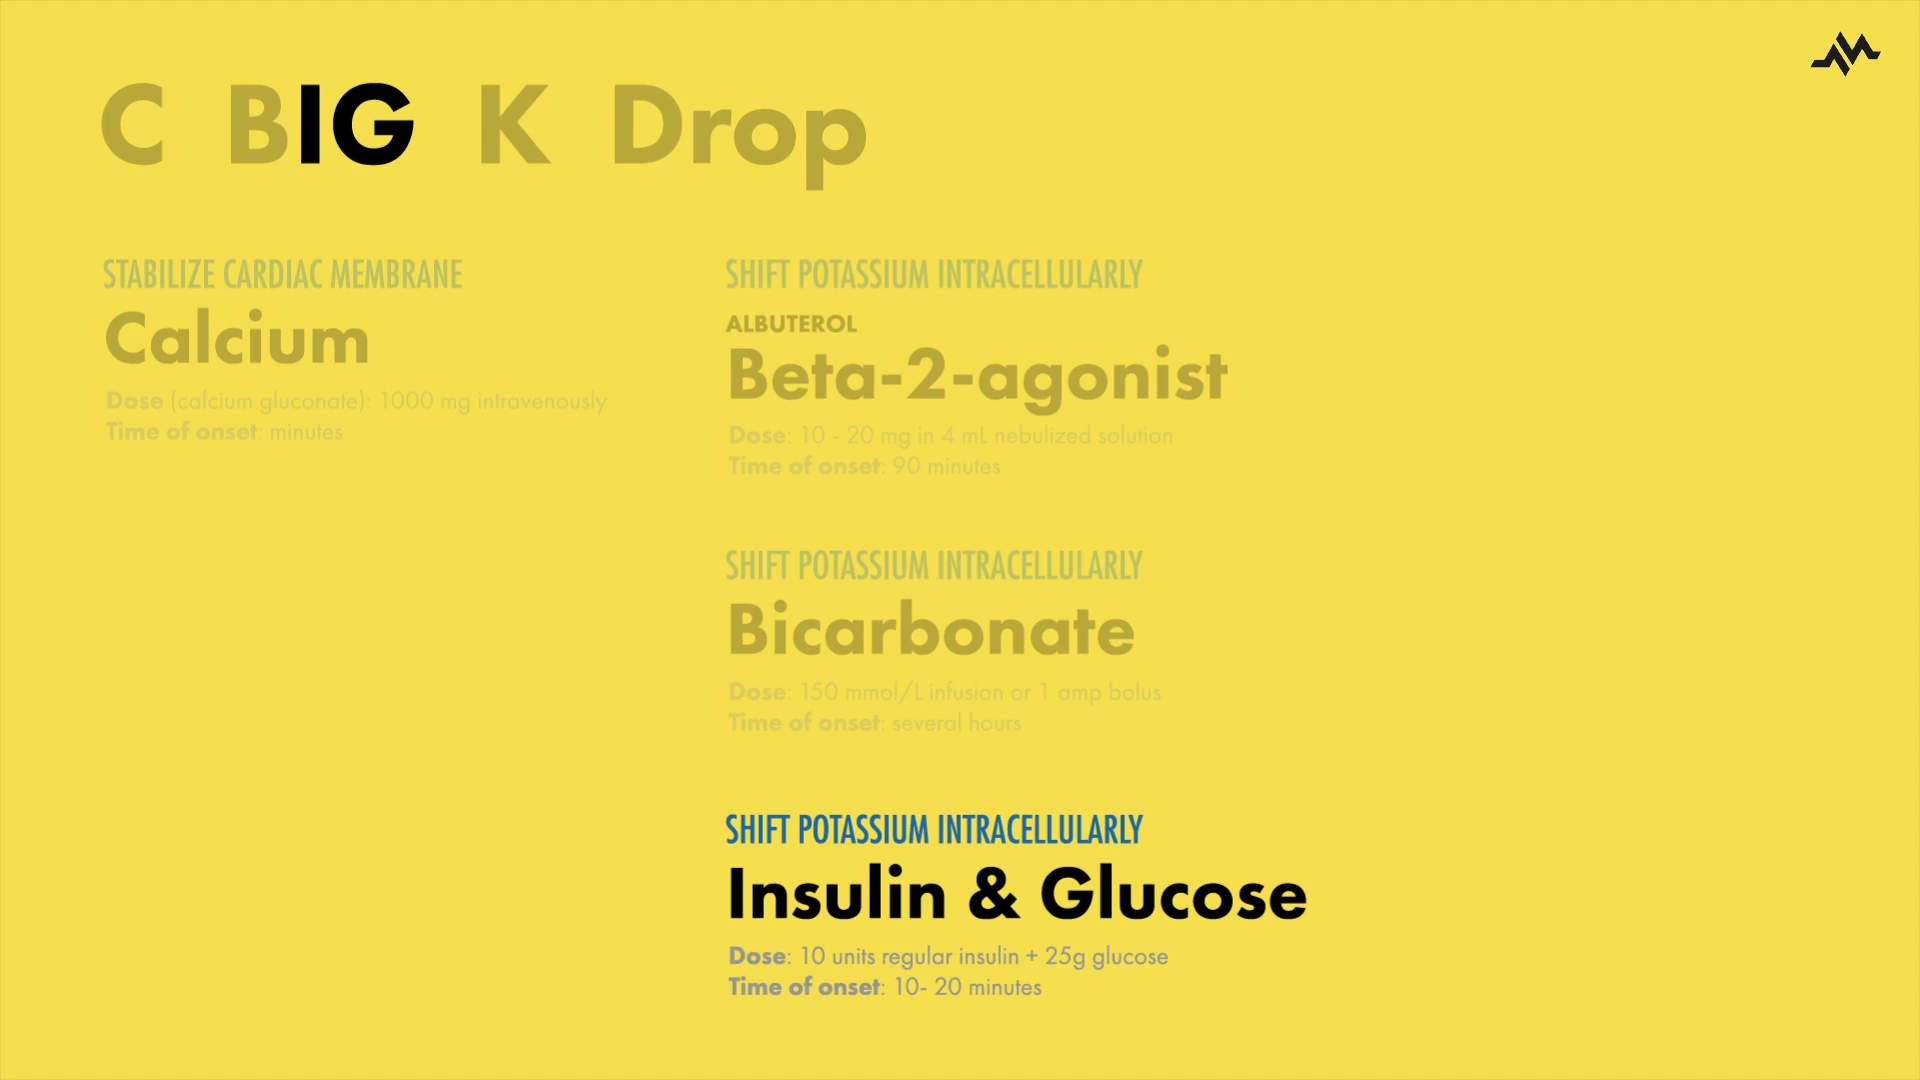 C BIG K Drop
STABILIZE CARDIAC MEMBRANE
Calcium
Dose (calcium gluconate): 1000 mg intravenously
Time of onset: minutes
SHIFT POTASSIUM INTRACELLULARLY
ALBUTEROL
Beta-2-agonist
Dose: 10 - 20 mg in 4 mL nebulized solution
Time of onset: 90 minutes
SHIFT POTASSIUM INTRACELLULARLY
Bicarbonate
Dose: 150 mmol/L infusion or 1 amp bolus
Time of onset: several hours
SHIFT POTASSIUM INTRACELLULARLY
Insulin & Glucose
Dose: 10 units regular insulin + 25g glucose
Time of onset: 10- 20 minutes